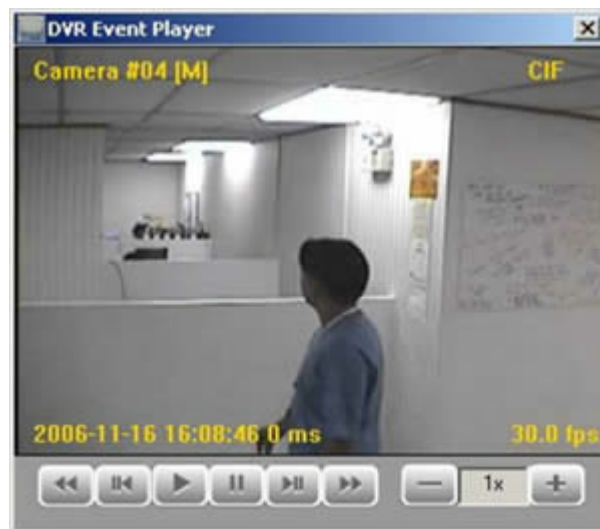 DVR Event Player
Camera #04 [M]
CIF
2006-11-16 16:08:46 0 ms
30.0 fps
1x